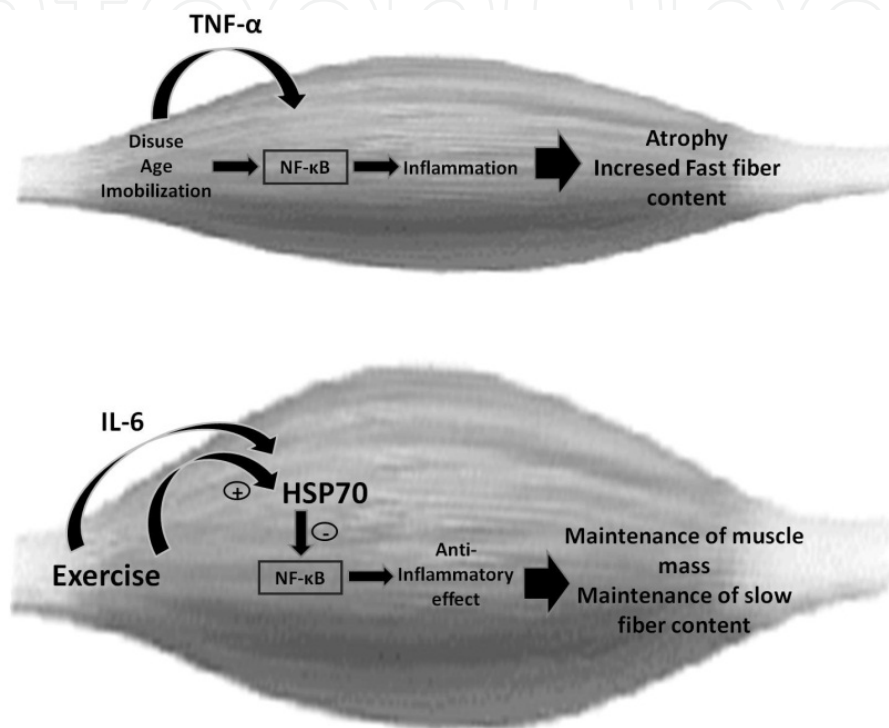 TNF-α
Disuse
Age
Imobilization
NF-κB
Inflammation
Atrophy
Incresed Fast fiber
content
IL-6
+
HSP70
-
Exercise
NF-κB
Anti-
Inflammatory
effect
Maintenance of muscle
mass
Maintenance of slow
fiber content